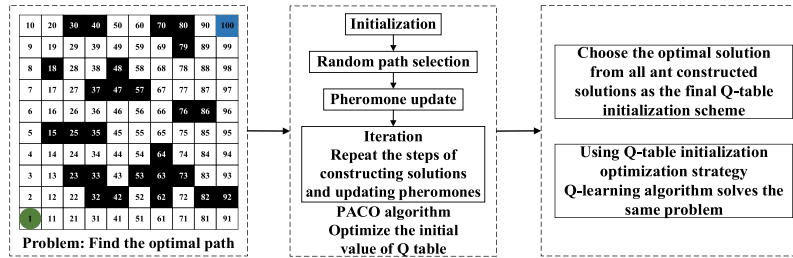 10 20 30 40 50 60 70 80 90 100
9 19 29 39 49 59 69 79 89 99
8 18 28 38 48 58 68 78 88 98
7 17 27 37 47 57 67 77 87 97
6 16 26 36 46 56 66 76 86 96
5 15 25 35 45 55 65 75 85 95
4 14 24 34 44 54 64 74 84 94
3 13 23 33 43 53 63 73 83 93
2 12 22 32 42 52 62 72 82 92
1 11 21 31 41 51 61 71 81 91
Problem: Find the optimal path
Initialization
Random path selection
Pheromone update
Iteration
Repeat the steps of
constructing solutions
and updating pheromones
PACO algorithm
Optimize the initial
value of Q table
Choose the optimal solution
from all ant constructed
solutions as the final Q-table
initialization scheme
Using Q-table initialization
optimization strategy
Q-learning algorithm solves the
same problem